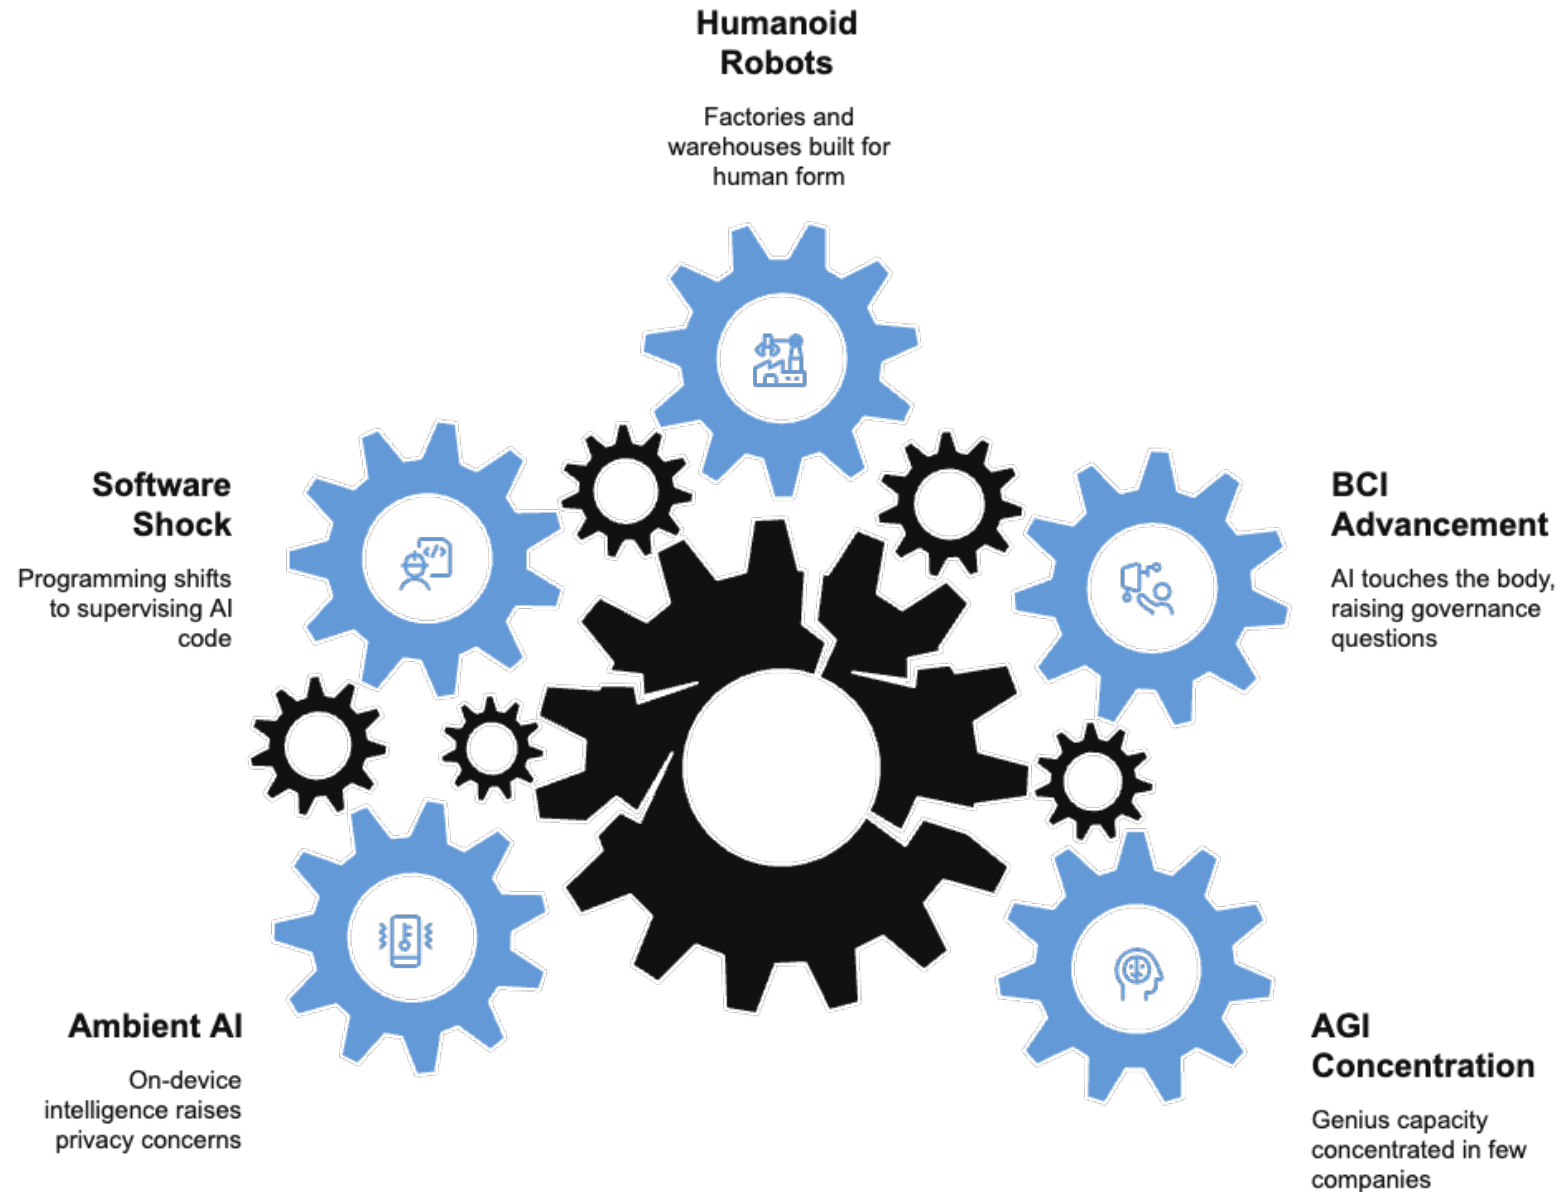 Humanoid
Robots
Factories and
warehouses built for
human form
Software
Shock
Programming shifts
to supervising AI
code
BCI
Advancement
AI touches the body,
raising governance
questions
Ambient AI
On-device
intelligence raises
privacy concerns
AGI
Concentration
Genius capacity
concentrated in few
companies